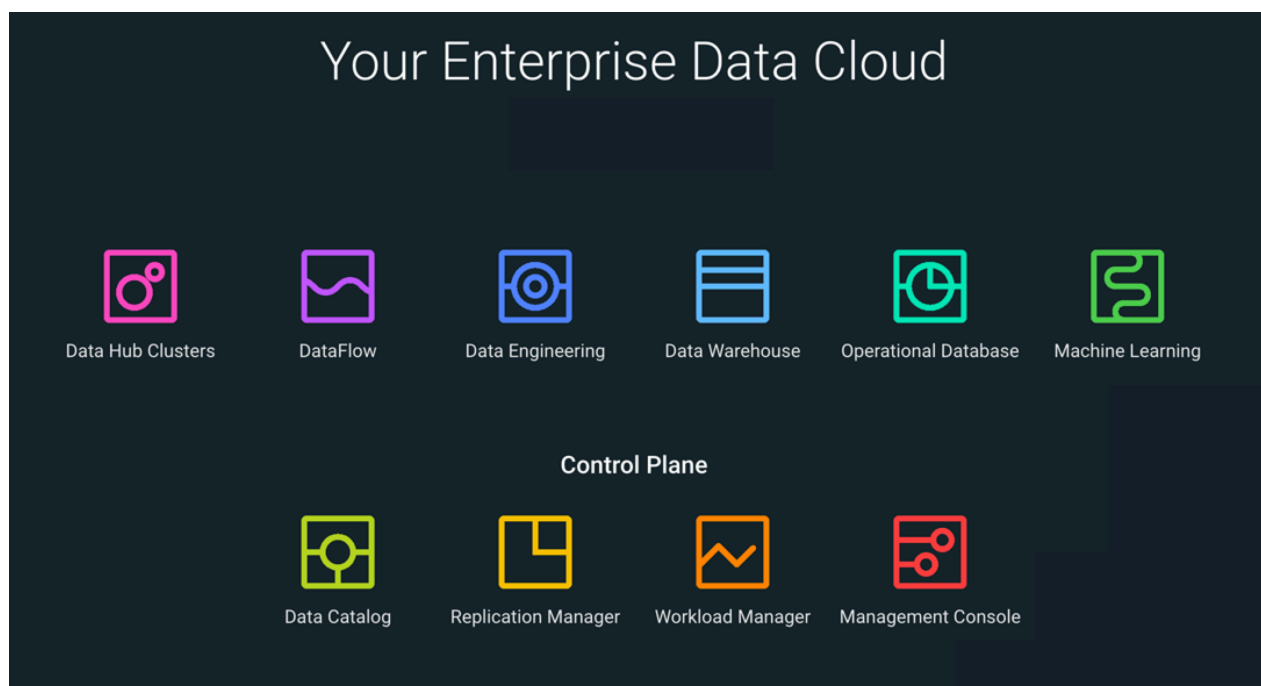 Your Enterprise Data Cloud
Data Hub Clusters
DataFlow
Data Engineering
Data Warehouse
Operational Database
Machine Learning
Control Plane
Data Catalog
Replication Manager
Workload Manager
Management Console